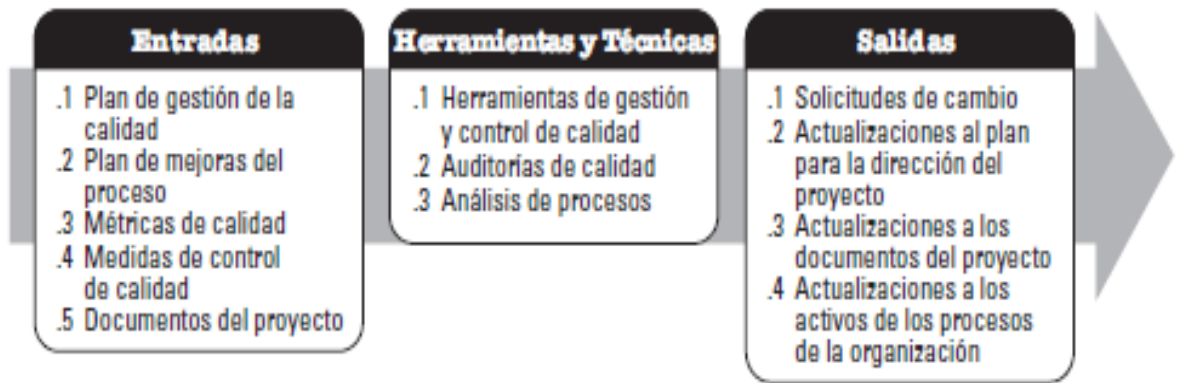 Entradas
.1 Plan de gestión de la
calidad
.2 Plan de mejoras del
proceso
.3 Métricas de calidad
.4 Medidas de control
de calidad
.5 Documentos del proyecto
Herramientas y Técnicas
.1 Herramientas de gestión
y control de calidad
.2 Auditorías de calidad
.3 Análisis de procesos
Salidas
.1 Solicitudes de cambio
.2 Actualizaciones al plan
para la dirección del
proyecto
.3 Actualizaciones a los
documentos del proyecto
.4 Actualizaciones a los
activos de los procesos
de la organización